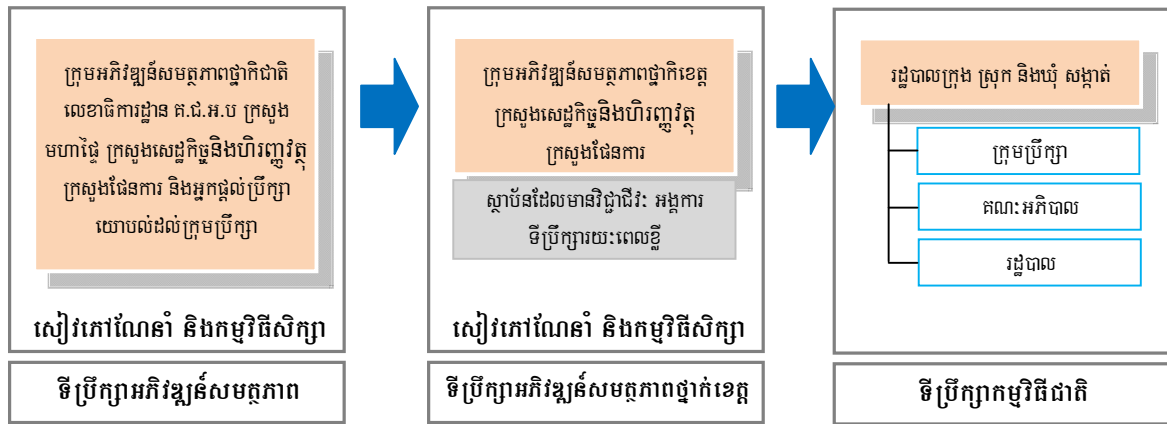 ក្រុមអភិវឌ្ឍន៍សមត្ថភាពថ្នាកិជាតិ
លេខាធិការដ្ឋាន គ.ជ.អ.ប ក្រសួង
មហាផ្ទៃ ក្រសួងសេដ្ឋកិច្ចនិងហិរញ្ញវត្ថុ
ក្រសួងផែនការ និងអ្នកផ្តល់ប្រឹក្សា
យោបល់ដល់ក្រុមប្រឹក្សា
សៀវភៅណែនាំ និងកម្មវិធីសិក្សា
ទីប្រឹក្សាអភិវឌ្ឍន៍សមត្ថភាព
ក្រុមអភិវឌ្ឍន៍សមត្ថភាពថ្នាកិខេត្ត
ក្រសួងសេដ្ឋកិច្ចនិងហិរញ្ញវត្ថុ
ក្រសួងផែនការ
ស្ថាប័នដែលមានវិជ្ជាជីវៈ អង្គការ
ទីប្រឹក្សារយៈពេលខ្លី
សៀវភៅណែនាំ និងកម្មវិធីសិក្សា
ទីប្រឹក្សាអភិវឌ្ឍន៍សមត្ថភាពថ្នាក់ខេត្ត
រដ្ឋបាលក្រុង ស្រុក និងឃុំ សង្កាត់
ក្រុមប្រឹក្សា
គណៈអភិបាល
រដ្ឋបាល
ទីប្រឹក្សាកម្មវិធីជាតិ